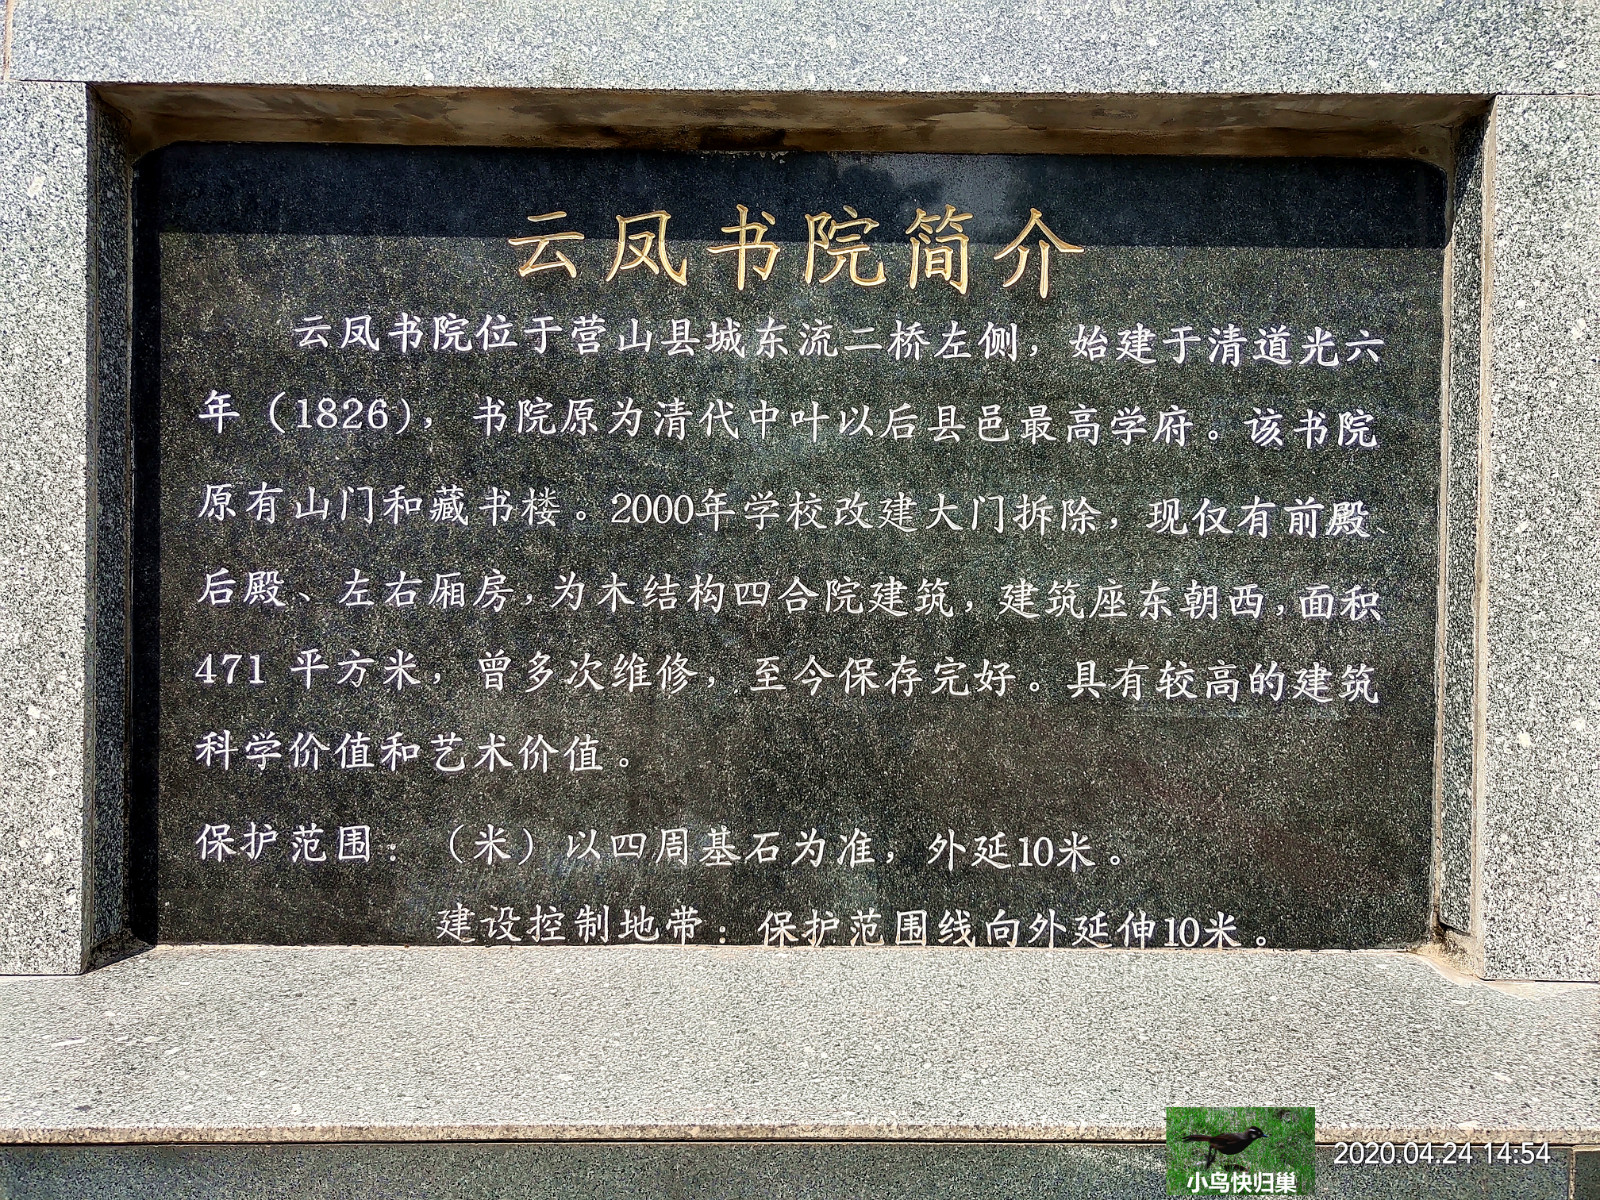 云凤书院简介
云凤书院位于营山县城东流二桥左侧，始建于清道光六
年（1826），书院原为清代中叶以后县邑最高学府。该书院
原有山门和藏书楼。2000年学校改建大门拆除，现仅有前殿、
后殿、左右厢房，为木结构四合院建筑，建筑座东朝西，面积
471 平方米，曾多次维修，至今保存完好。具有较高的建筑
科学价值和艺术价值。
保护范围：（米）以四周基石为准，外延10米。
建设控制地带：保护范围线向外延伸10米。
小鸟快归巢
2020.04.24 14:54